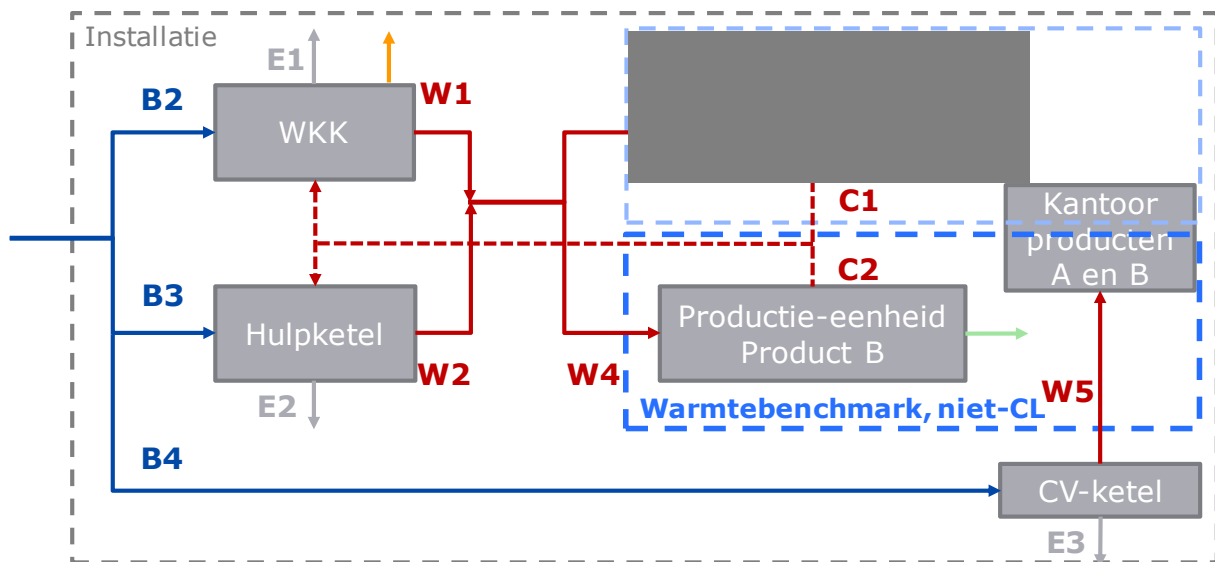 Installatie
E1
B2
W1
WKK
C1
Kantoor
producten
A en B
B3
C2
Hulpketel
Productie-eenheid
Product B
W2
W4
W5
E2
Warmtebenchmark, niet-CL
B4
CV-ketel
E3